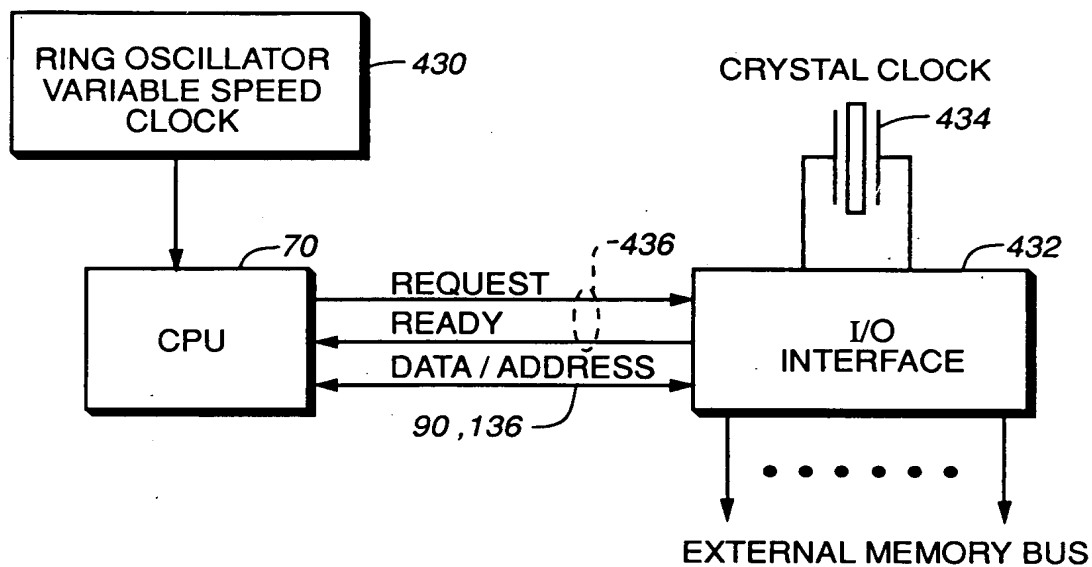 RING OSCILLATOR
VARIABLE SPEED
CLOCK
430
CRYSTAL CLOCK
434
70
436
432
CPU
REQUEST
READY
DATA / ADDRESS
90 , 136
I/O
INTERFACE
EXTERNAL MEMORY BUS